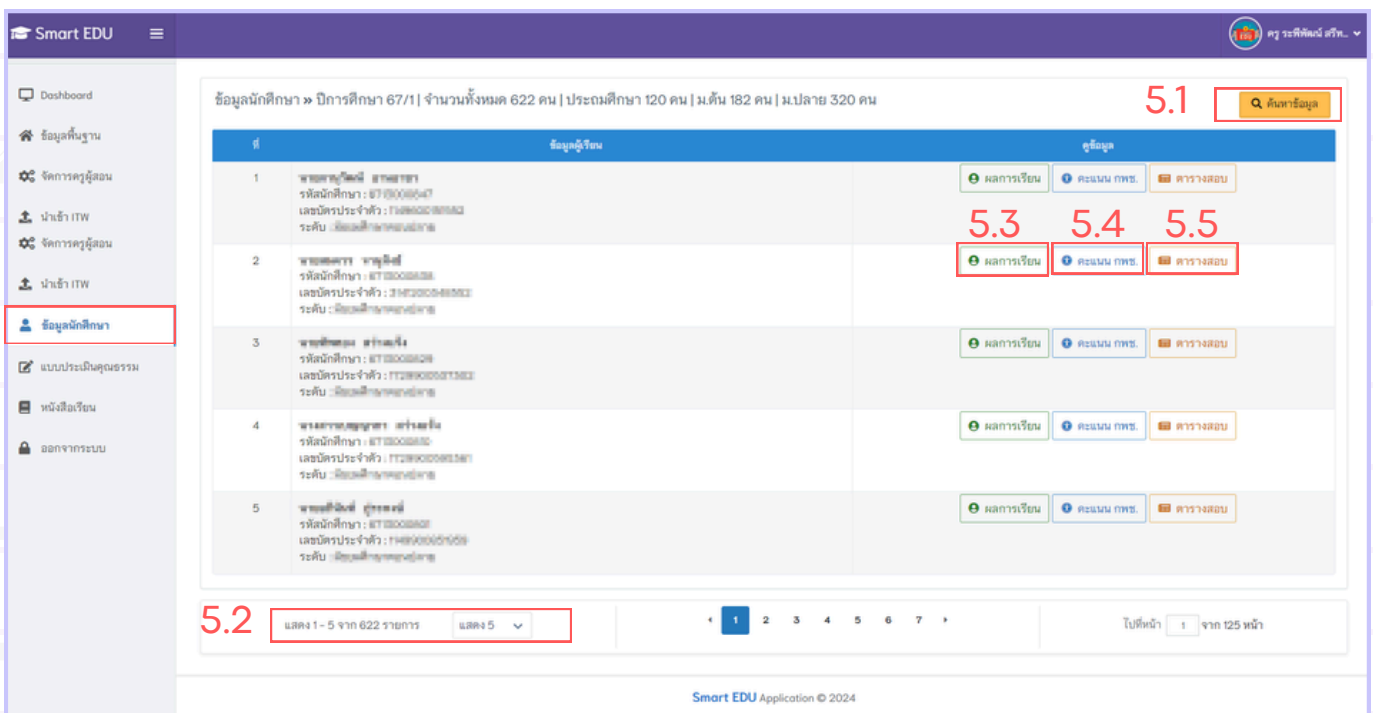 Smart EDU
ครู ระพีพัฒน์ ศรีท...
Dashboard
ข้อมูลพื้นฐาน
จัดการครูผู้สอน
นำเข้า ITW
จัดการครูผู้สอน
นำเข้า ITW
ข้อมูลนักศึกษา
แบบประเมินคุณธรรม
หนังสือเรียน
ออกจากระบบ
ข้อมูลนักศึกษา » ปีการศึกษา 67/1 | จำนวนทั้งหมด 622 คน | ประถมศึกษา 120 คน | ม.ต้น 182 คน | ม.ปลาย 320 คน
5.1
ค้นหาข้อมูล
ที่ ข้อมูลผู้เรียน ดูข้อมูล
1
รหัสนักศึกษา :
เลขบัตรประจำตัว :
ระดับ :
ผลการเรียน คะแนน กพช. ตารางสอบ
5.3 5.4 5.5
2
รหัสนักศึกษา :
เลขบัตรประจำตัว :
ระดับ :
ผลการเรียน คะแนน กพช. ตารางสอบ
3
รหัสนักศึกษา :
เลขบัตรประจำตัว :
ระดับ :
ผลการเรียน คะแนน กพช. ตารางสอบ
4
รหัสนักศึกษา :
เลขบัตรประจำตัว :
ระดับ :
ผลการเรียน คะแนน กพช. ตารางสอบ
5
รหัสนักศึกษา :
เลขบัตรประจำตัว :
ระดับ :
ผลการเรียน คะแนน กพช. ตารางสอบ
5.2
แสดง 1 - 5 จาก 622 รายการ แสดง 5
1 2 3 4 5 6 7
ไปที่หน้า 1 จาก 125 หน้า
Smart EDU Application © 2024